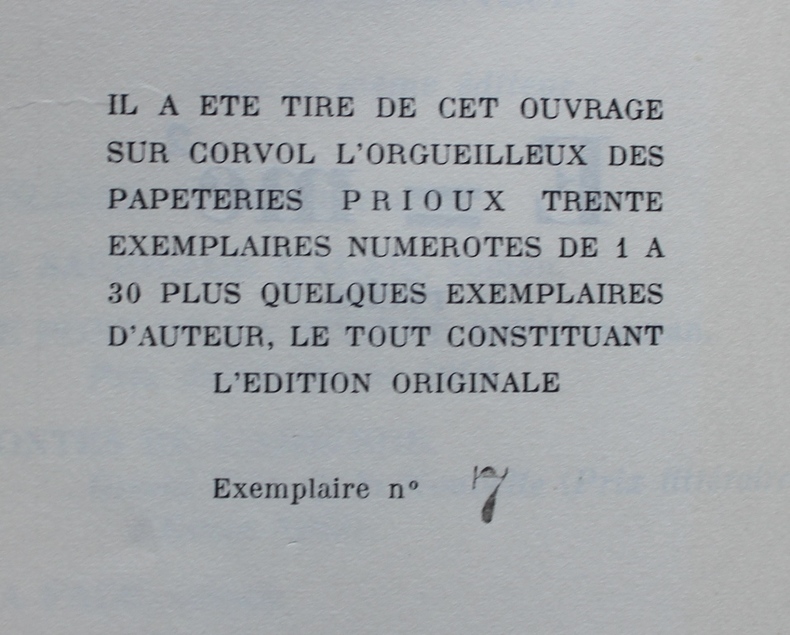 IL A ETE TIRE DE CET OUVRAGE
SUR CORVOL L'ORGUEILLEUX DES
PAPETERIES PRIOUX TRENTE
EXEMPLAIRES NUMEROTES DE 1 A
30 PLUS QUELQUES EXEMPLAIRES
D'AUTEUR, LE TOUT CONSTITUANT
L'EDITION ORIGINALE
Exemplaire nº 7